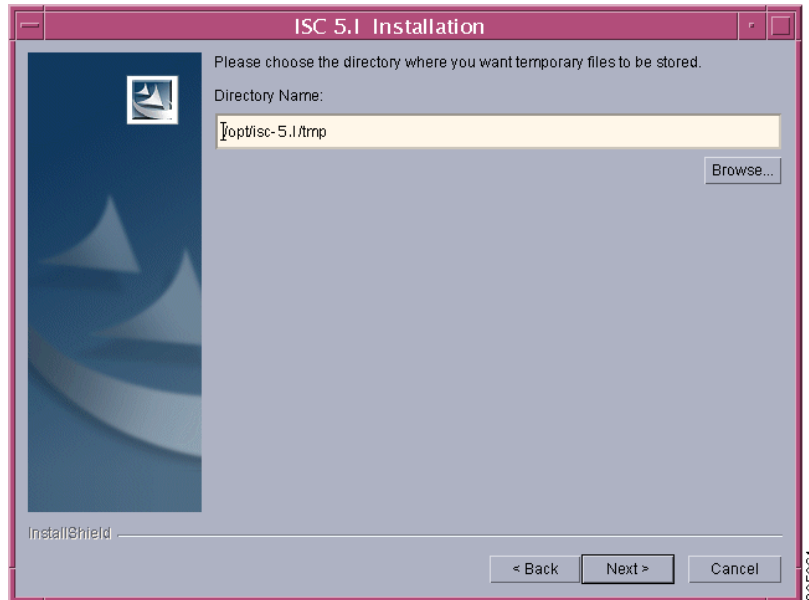 ISC 5.1 Installation
Please choose the directory where you want temporary files to be stored.
Directory Name:
/opt/isc-5.1/tmp
Browse...
InstallShield
< Back
Next >
Cancel